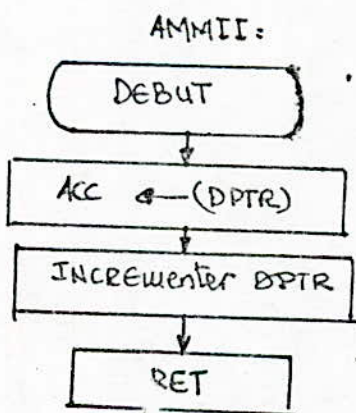 AMMII:
DEBUT
ACC ←(DPTR)
INCREmenter DPTR
RET